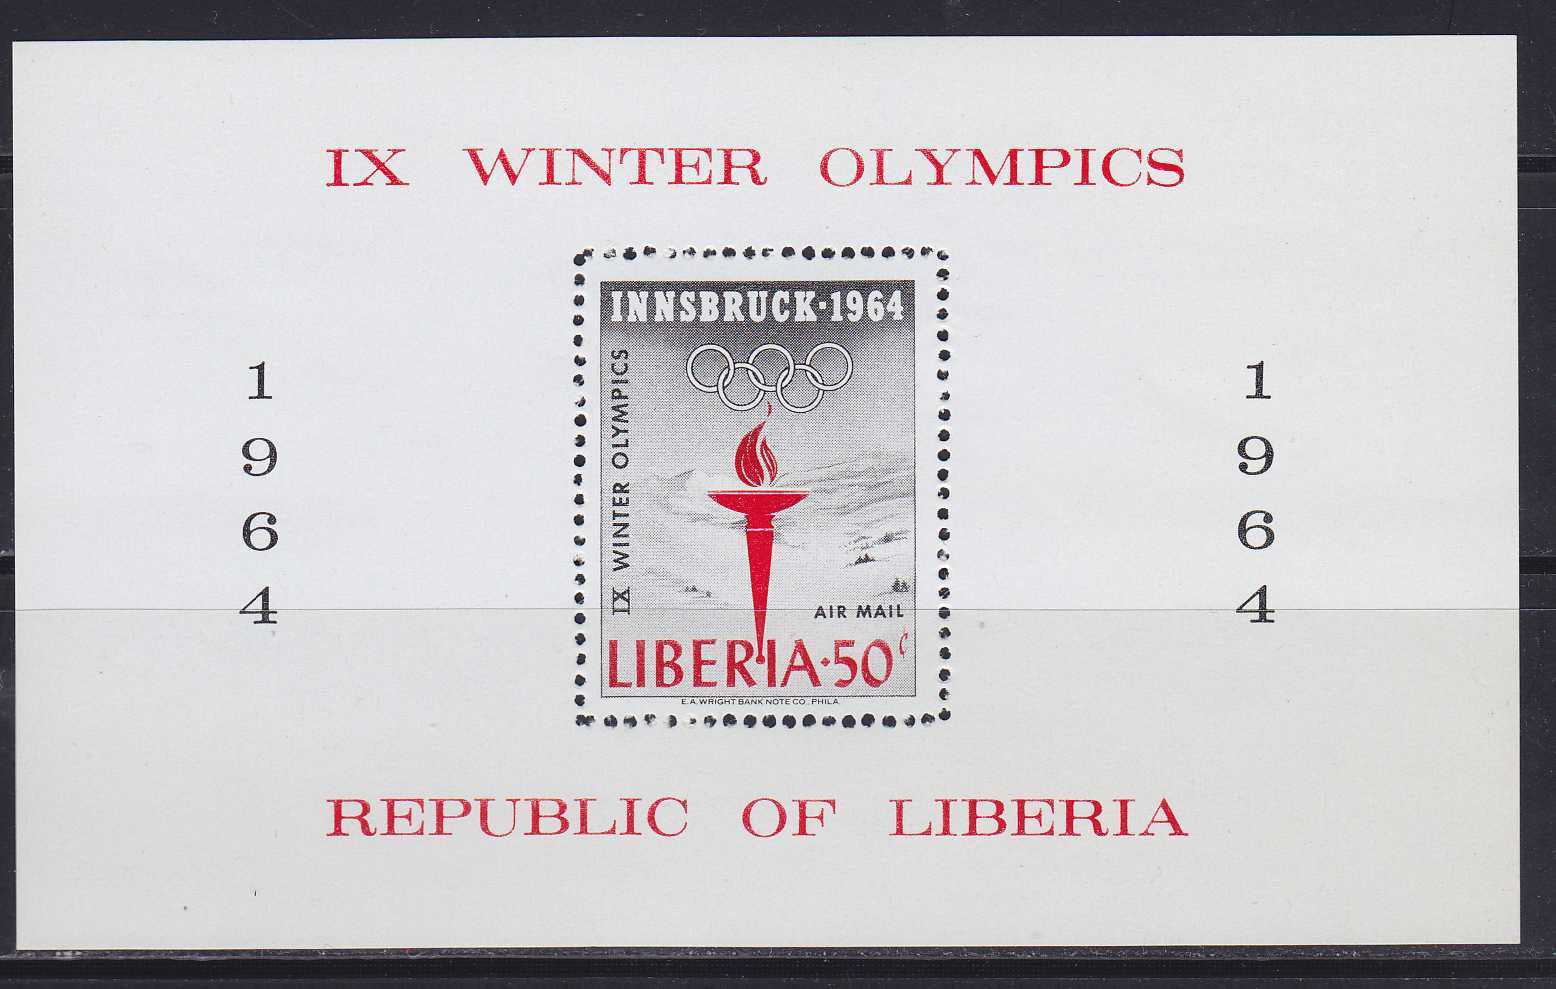 IX WINTER OLYMPICS
INNSBRUCK·1964
IX WINTER OLYMPICS
1
9
6
4
1
9
6
4
AIR MAIL
LIBERIA·50¢
E.A. WRIGHT BANK NOTE CO., PHILA.
REPUBLIC OF LIBERIA